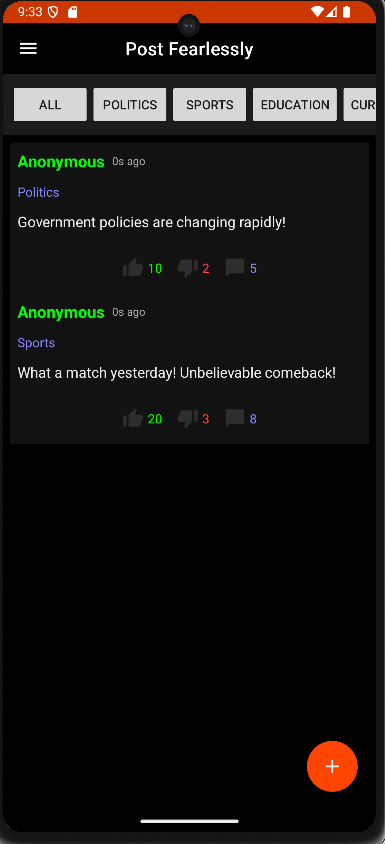 9:33
Post Fearlessly
ALL POLITICS SPORTS EDUCATION CUR
Anonymous 0s ago
Politics
Government policies are changing rapidly!
10 2 5
Anonymous 0s ago
Sports
What a match yesterday! Unbelievable comeback!
20 3 8
+